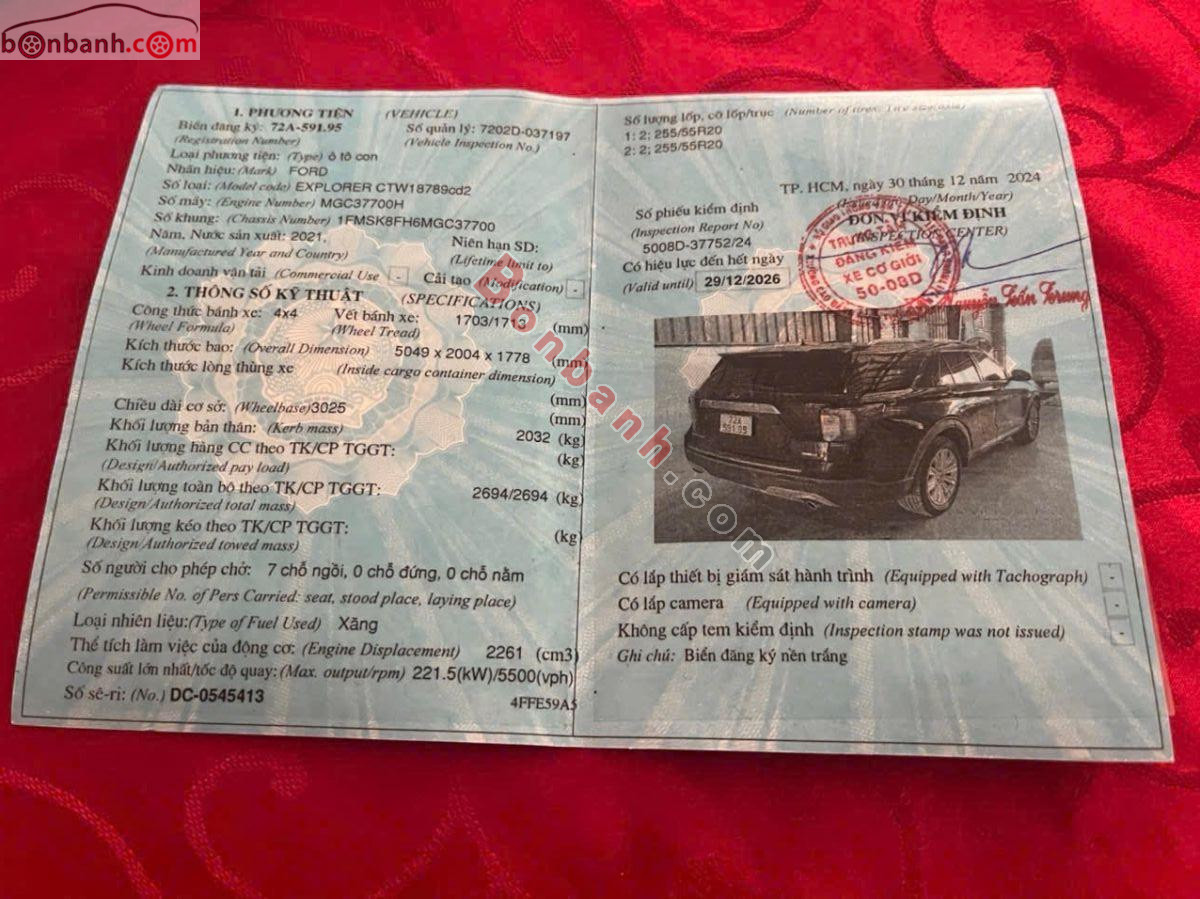 bonbanh.com
1. PHƯƠNG TIỆN (VEHICLE)
Biển đăng ký: 72A-591.95 Số quản lý: 7202D-037197
(Registration Number) (Vehicle Inspection No.)
Loại phương tiện: (Type) ô tô con
Nhãn hiệu: (Mark) FORD
Số loại: (Model code) EXPLORER CTW18789cd2
Số máy: (Engine Number) MGC37700H
Số khung: (Chassis Number) 1FMSK8FH6MGC37700
Năm, Nước sản xuất: 2021, Niên hạn SD:
(Manufactured Year and Country) (Lifetime limit to)
Kinh doanh vận tải (Commercial Use - Cải tạo (Modification) -
2. THÔNG SỐ KỸ THUẬT (SPECIFICATIONS)
Công thức bánh xe: 4x4 Vết bánh xe: 1703/1713 (mm)
(Wheel Formula) (Wheel Tread)
Kích thước bao: (Overall Dimension) 5049 x 2004 x 1778 (mm)
Kích thước lòng thùng xe (Inside cargo container dimension)
(mm)
Chiều dài cơ sở: (Wheelbase)3025 (mm)
Khối lượng bản thân: (Kerb mass) 2032 (kg)
Khối lượng hàng CC theo TK/CP TGGT: (kg)
(Design/Authorized pay load)
Khối lượng toàn bộ theo TK/CP TGGT: 2694/2694 (kg)
(Design/Authorized total mass)
Khối lượng kéo theo TK/CP TGGT: (kg)
(Design/Authorized towed mass)
Số người cho phép chở: 7 chỗ ngồi, 0 chỗ đứng, 0 chỗ nằm
(Permissible No. of Pers Carried: seat, stood place, laying place)
Loại nhiên liệu:(Type of Fuel Used) Xăng
Thể tích làm việc của động cơ: (Engine Displacement) 2261 (cm3)
Công suất lớn nhất/tốc độ quay:(Max. output/rpm) 221.5(kW)/5500(vph)
Số sê-ri: (No.) DC-0545413 4FFE59A5
Số lượng lốp, cỡ lốp/trục (Number of tires; Tire size/axle)
1: 2; 255/55R20
2: 2; 255/55R20
TP. HCM, ngày 30 tháng 12 năm 2024
Day/Month/Year)
Số phiếu kiểm định ĐƠN VỊ KIỂM ĐỊNH
(Inspection Report No) (INSPECTION CENTER)
5008D-37752/24
Có hiệu lực đến hết ngày
(Valid until) 29/12/2026
TRUNG TÂM
ĐĂNG KIỂM
XE CƠ GIỚI
50-08D
Nguyễn Tấn Trung
72A
591.95
Có lắp thiết bị giám sát hành trình (Equipped with Tachograph) -
Có lắp camera (Equipped with camera) -
Không cấp tem kiểm định (Inspection stamp was not issued) -
Ghi chú: Biển đăng ký nền trắng
Bonbanh.com